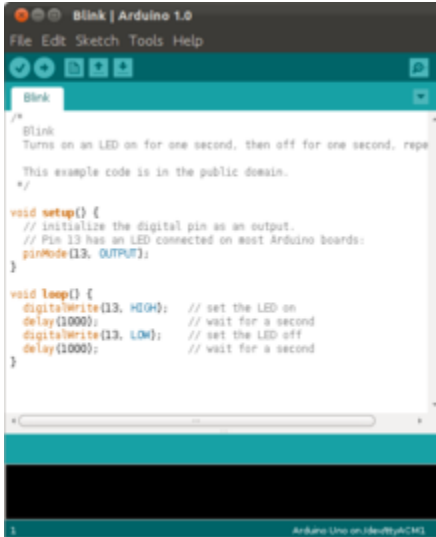 Blink | Arduino 1.0
File Edit Sketch Tools Help
Blink
/*
  Blink
  Turns on an LED on for one second, then off for one second, repe

  This example code is in the public domain.
 */

void setup() {
  // initialize the digital pin as an output.
  // Pin 13 has an LED connected on most Arduino boards:
  pinMode(13, OUTPUT);
}

void loop() {
  digitalWrite(13, HIGH);   // set the LED on
  delay(1000);              // wait for a second
  digitalWrite(13, LOW);    // set the LED off
  delay(1000);              // wait for a second
}
1
Arduino Uno on /dev/ttyACM1